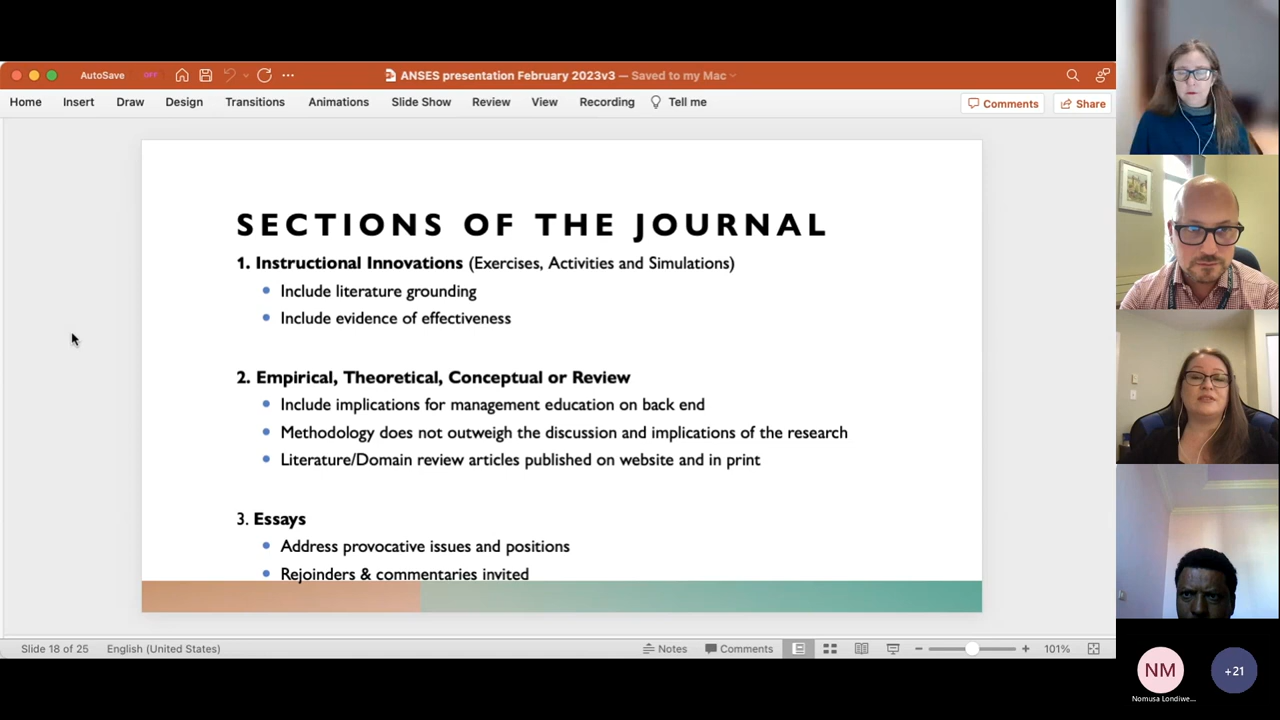 AutoSave OFF ... ANSES presentation February 2023v3 — Saved to my Mac
Home Insert Draw Design Transitions Animations Slide Show Review View Recording Tell me Comments Share
SECTIONS OF THE JOURNAL
1. Instructional Innovations (Exercises, Activities and Simulations)
• Include literature grounding
• Include evidence of effectiveness
2. Empirical, Theoretical, Conceptual or Review
• Include implications for management education on back end
• Methodology does not outweigh the discussion and implications of the research
• Literature/Domain review articles published on website and in print
3. Essays
• Address provocative issues and positions
• Rejoinders & commentaries invited
Slide 18 of 25 English (United States) Notes Comments 101%
NM +21
Nomusa Londiwe...